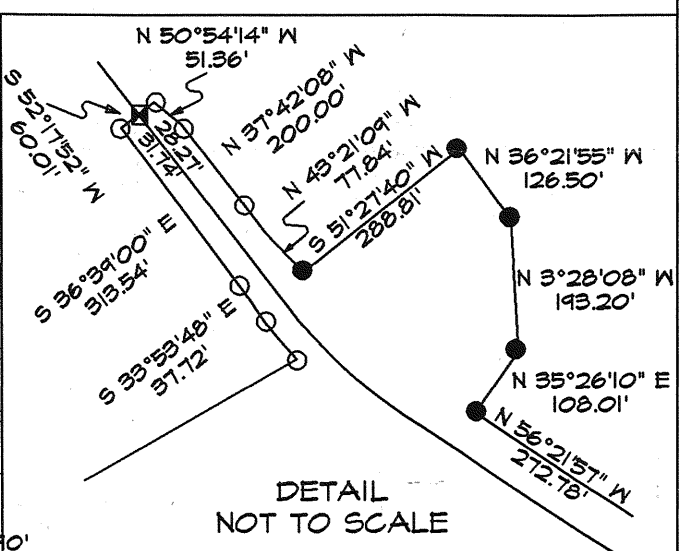 N 50°54'14" W
51.36'
S 52°17'52" W
60.01'
28.27'
31.74'
N 37°42'08" W
200.00'
N 43°21'09" W
77.84'
S 51°27'40" W
288.81'
N 36°21'55" W
126.50'
N 3°28'08" W
193.20'
S 36°39'00" E
313.54'
S 33°53'48" E
37.72'
N 35°26'10" E
108.01'
N 56°21'57" W
272.78'
DETAIL
NOT TO SCALE